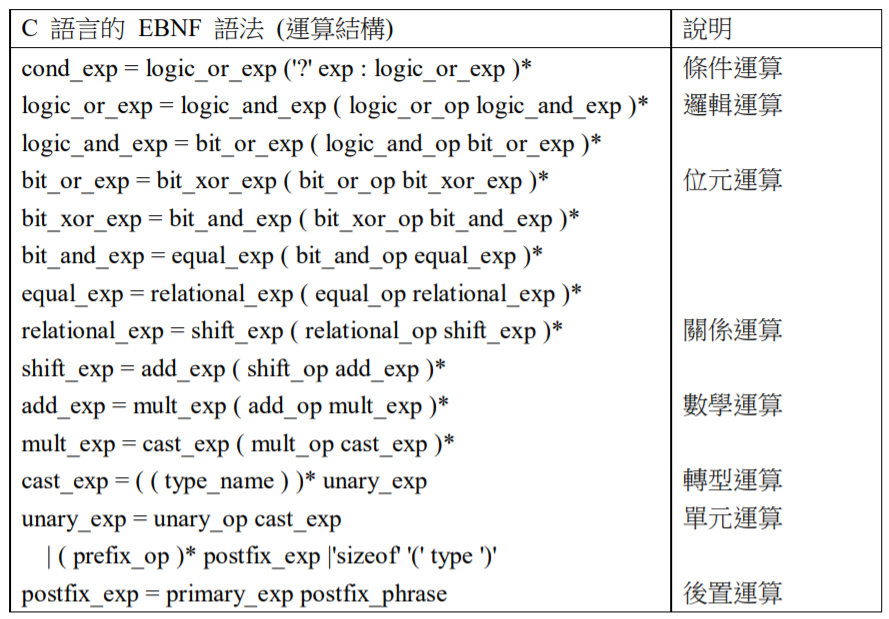 C 語言的 EBNF 語法 (運算結構) 說明
cond_exp = logic_or_exp ('?' exp : logic_or_exp )* 條件運算
logic_or_exp = logic_and_exp ( logic_or_op logic_and_exp )* 邏輯運算
logic_and_exp = bit_or_exp ( logic_and_op bit_or_exp )*
bit_or_exp = bit_xor_exp ( bit_or_op bit_xor_exp )* 位元運算
bit_xor_exp = bit_and_exp ( bit_xor_op bit_and_exp )*
bit_and_exp = equal_exp ( bit_and_op equal_exp )*
equal_exp = relational_exp ( equal_op relational_exp )*
relational_exp = shift_exp ( relational_op shift_exp )* 關係運算
shift_exp = add_exp ( shift_op add_exp )*
add_exp = mult_exp ( add_op mult_exp )* 數學運算
mult_exp = cast_exp ( mult_op cast_exp )*
cast_exp = ( ( type_name ) )* unary_exp 轉型運算
unary_exp = unary_op cast_exp 單元運算
| ( prefix_op )* postfix_exp |'sizeof' '(' type ')'
postfix_exp = primary_exp postfix_phrase 後置運算